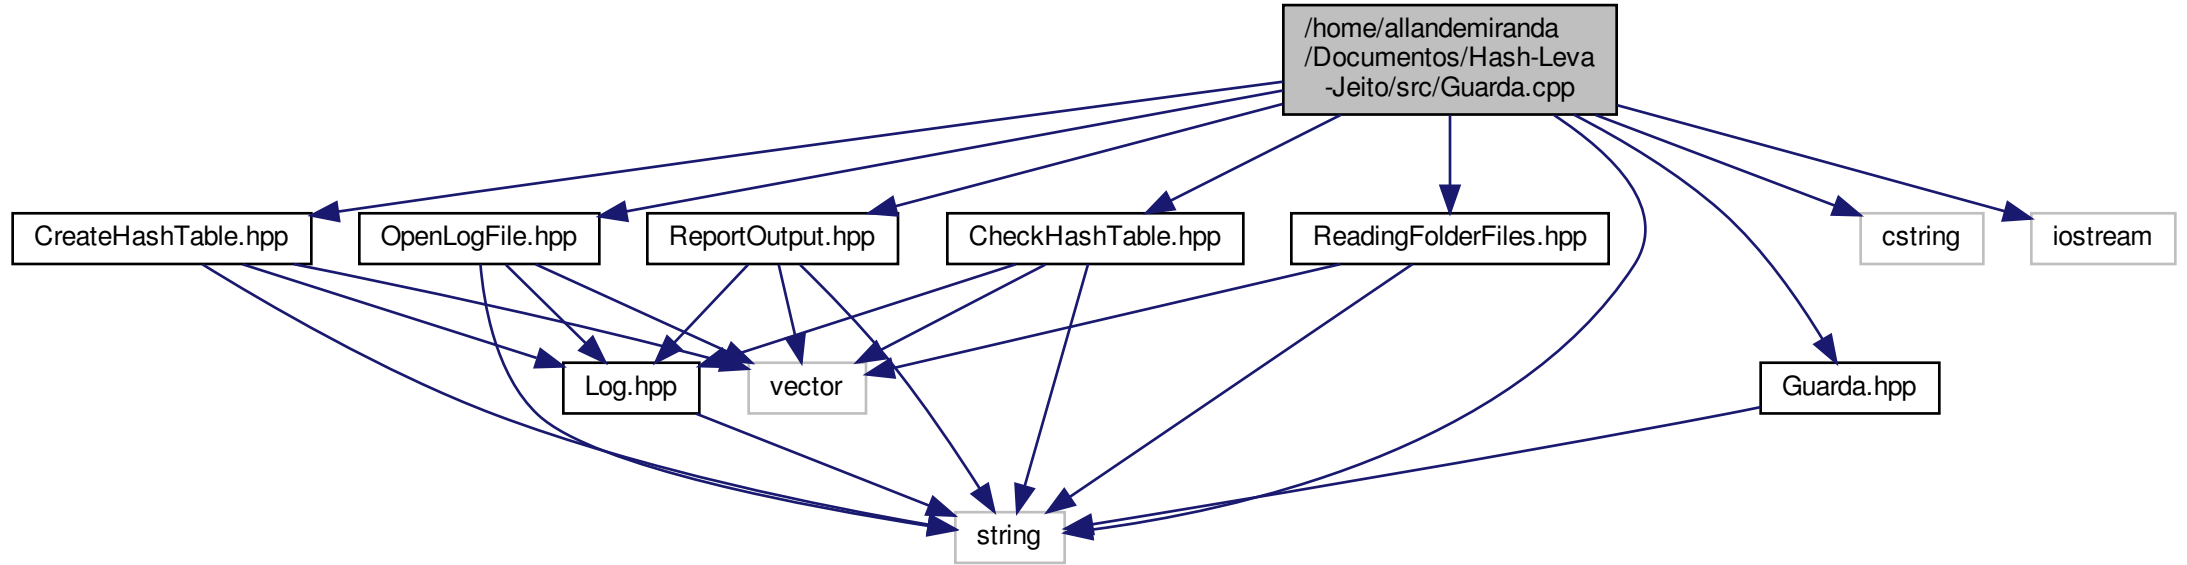 /home/allandemiranda
/Documentos/Hash-Leva
-Jeito/src/Guarda.cpp
CreateHashTable.hpp
OpenLogFile.hpp
ReportOutput.hpp
CheckHashTable.hpp
ReadingFolderFiles.hpp
cstring
iostream
Log.hpp
vector
Guarda.hpp
string